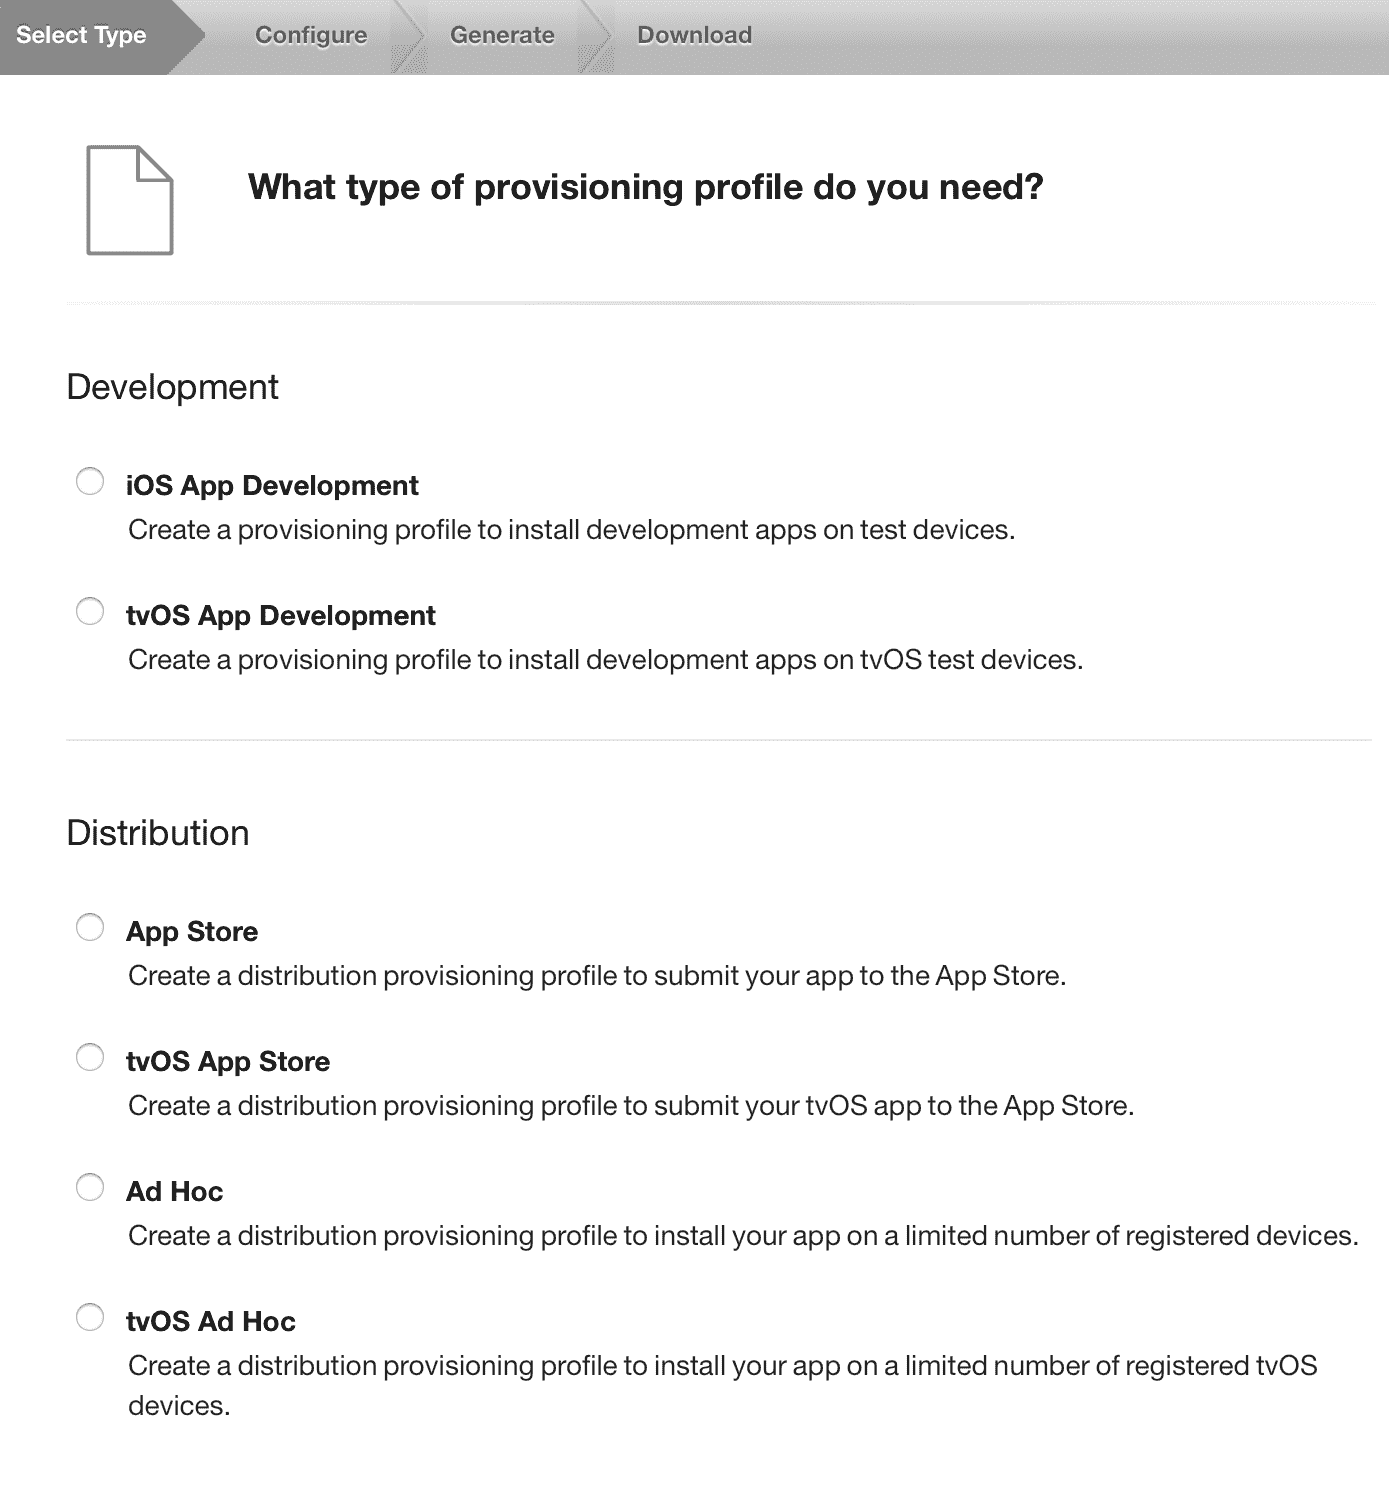 Select Type
Configure
Generate
Download
What type of provisioning profile do you need?
Development
iOS App Development
Create a provisioning profile to install development apps on test devices.
tvOS App Development
Create a provisioning profile to install development apps on tvOS test devices.
Distribution
App Store
Create a distribution provisioning profile to submit your app to the App Store.
tvOS App Store
Create a distribution provisioning profile to submit your tvOS app to the App Store.
Ad Hoc
Create a distribution provisioning profile to install your app on a limited number of registered devices.
tvOS Ad Hoc
Create a distribution provisioning profile to install your app on a limited number of registered tvOS
devices.